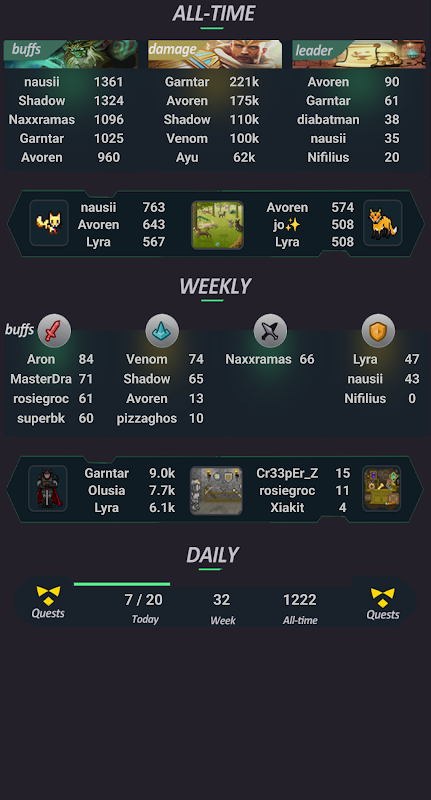 ALL-TIME
buffs damage leader
nausii 1361 Garntar 221k Avoren 90
Shadow 1324 Avoren 175k Garntar 61
Naxxramas 1096 Shadow 110k diabatman 38
Garntar 1025 Venom 100k nausii 35
Avoren 960 Ayu 62k Nifilius 20
nausii 763 Avoren 574
Avoren 643 jo✨ 508
Lyra 567 Lyra 508
WEEKLY
buffs
Aron 84 Venom 74 Naxxramas 66 Lyra 47
MasterDra 71 Shadow 65 nausii 43
rosiegroc 61 Avoren 13 Nifilius 0
superbk 60 pizzaghos 10
Garntar 9.0k Cr33pEr_Z 15
Olusia 7.7k rosiegroc 11
Lyra 6.1k Xiakit 4
DAILY
7 / 20 32 1222
Quests Today Week All-time Quests